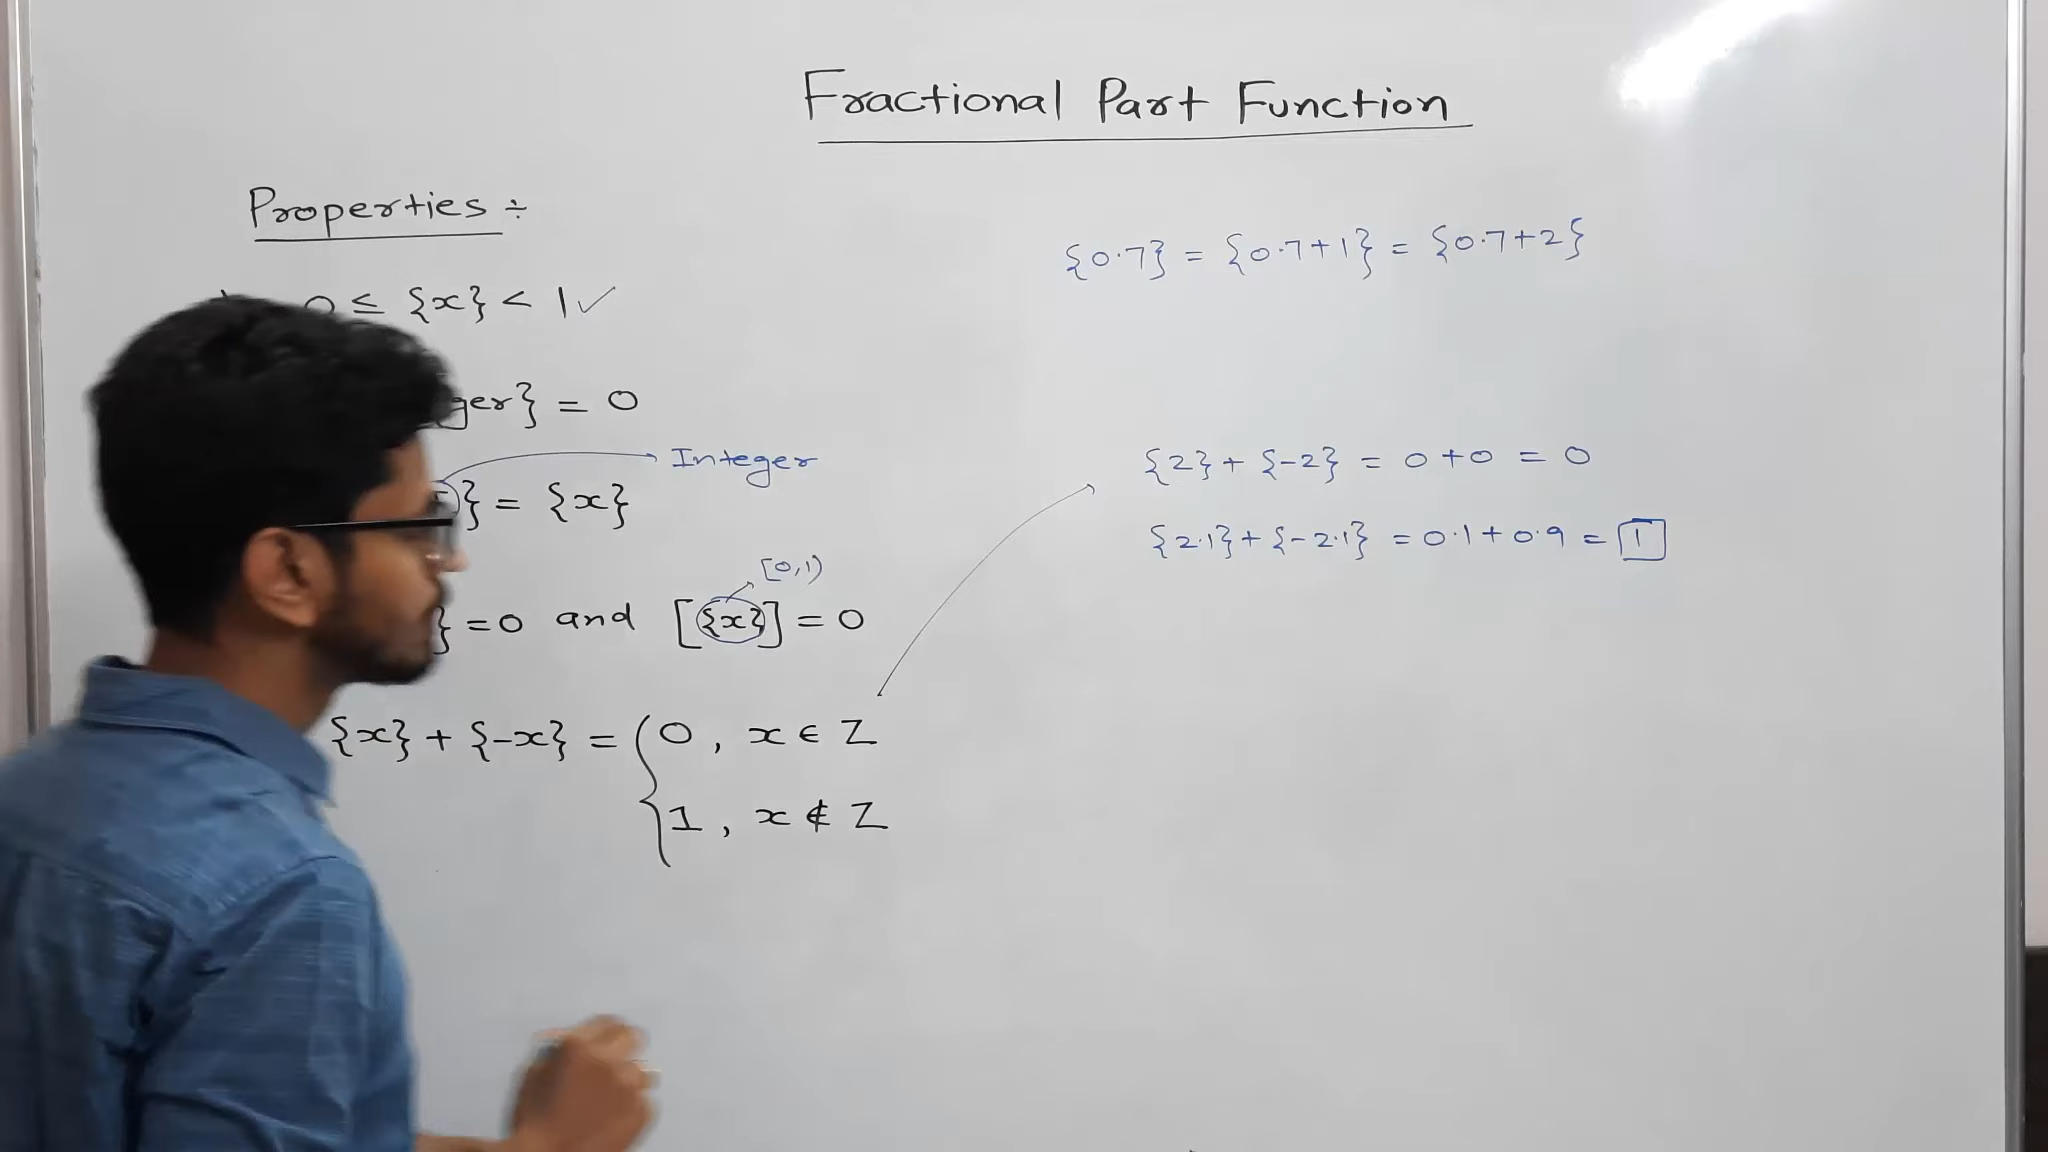 Fractional Part Function
Properties ÷
0 ≤ {x} < 1 ✓
ger} = 0
Integer
} = {x}
[0,1)
} = 0 and [{x}] = 0
{x} + {-x} = { 0 , x ∈ Z
1 , x ∉ Z
{0.7} = {0.7+1} = {0.7+2}
{2} + {-2} = 0 + 0 = 0
{2.1} + {-2.1} = 0.1 + 0.9 = 1